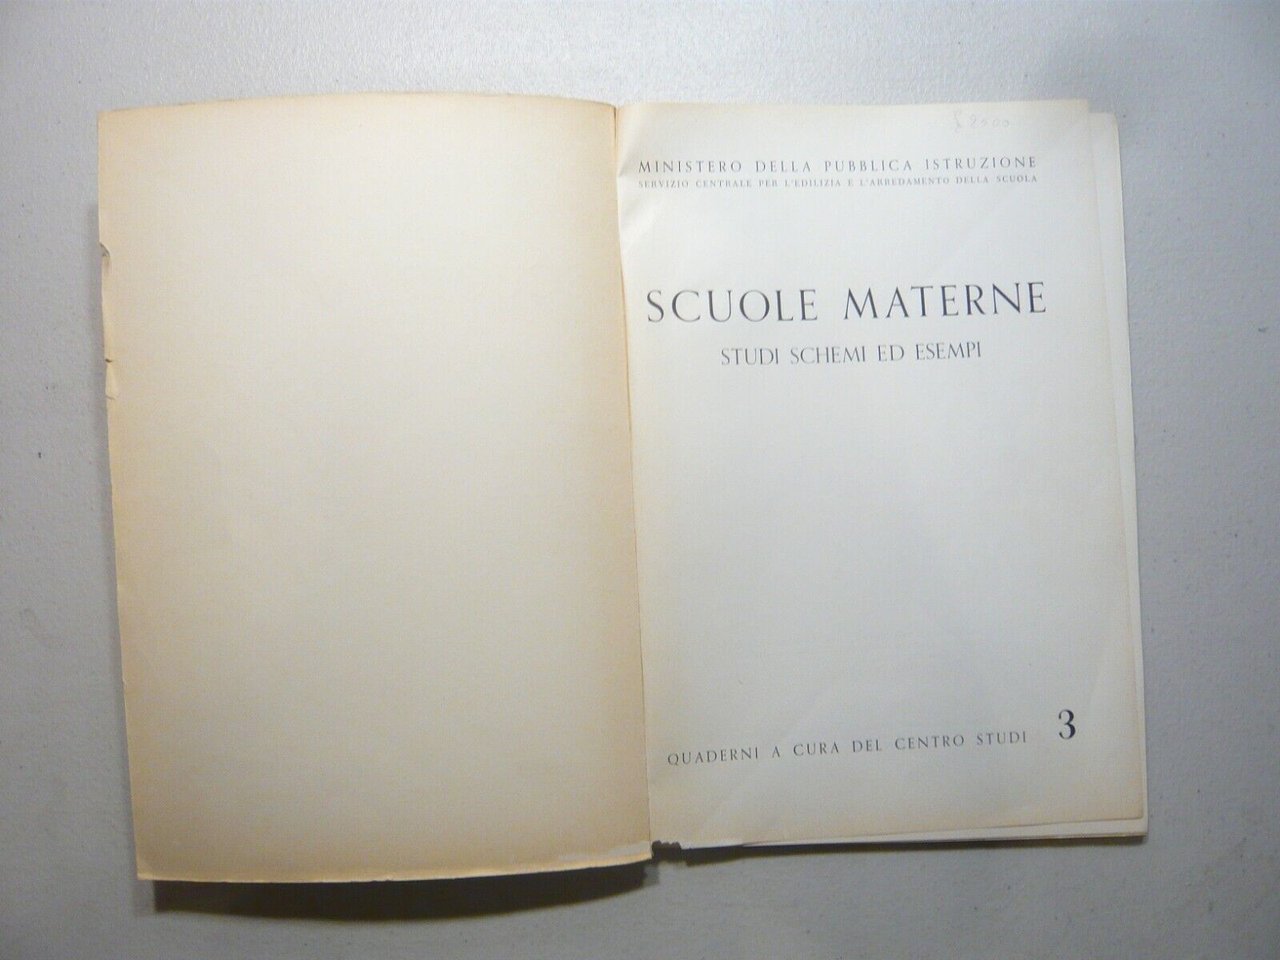 MINISTERO DELLA PUBBLICA ISTRUZIONE
SERVIZIO CENTRALE PER L'EDILIZIA E L'ARREDAMENTO DELLA SCUOLA
SCUOLE MATERNE
STUDI SCHEMI ED ESEMPI
QUADERNI A CURA DEL CENTRO STUDI 3